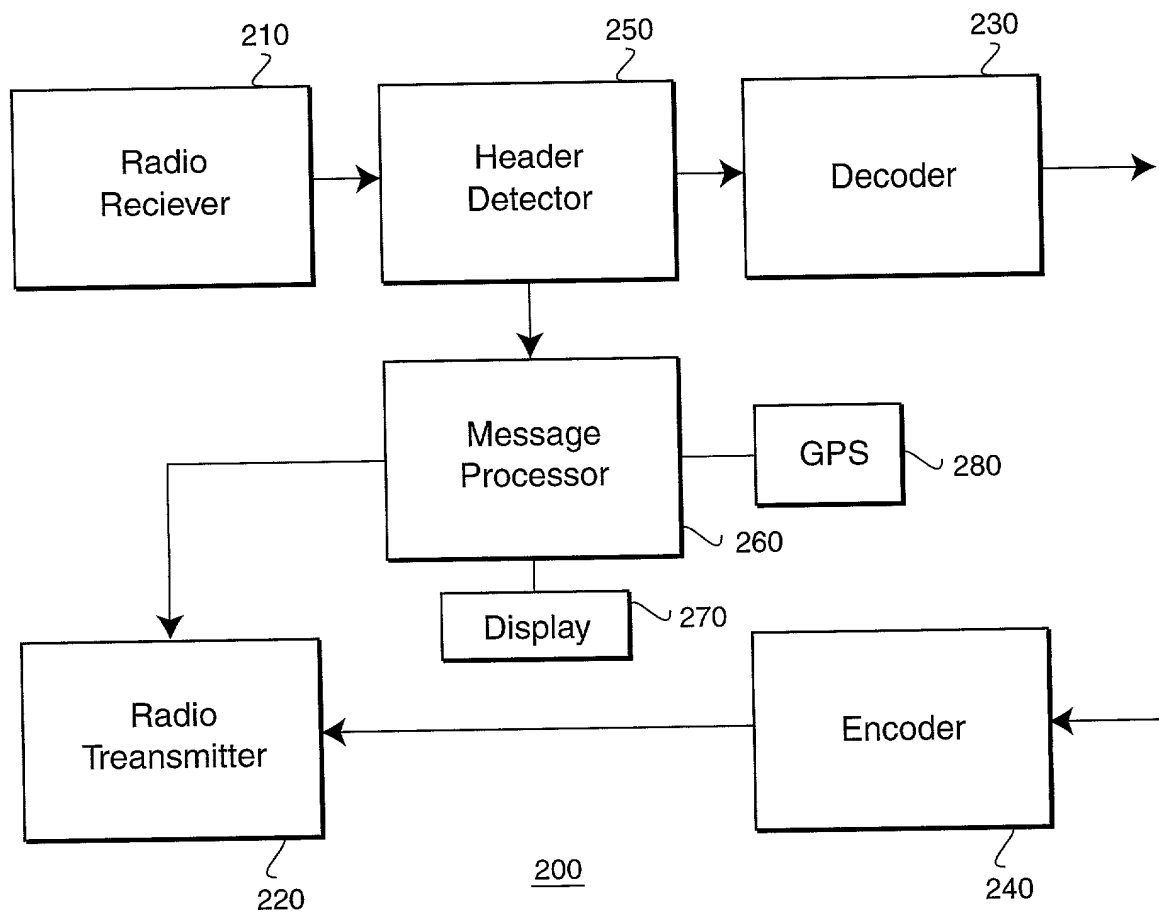 210
250
230
Radio
Reciever
Header
Detector
Decoder
Message
Processor
GPS
280
260
Display
270
Radio
Treansmitter
Encoder
220
200
240